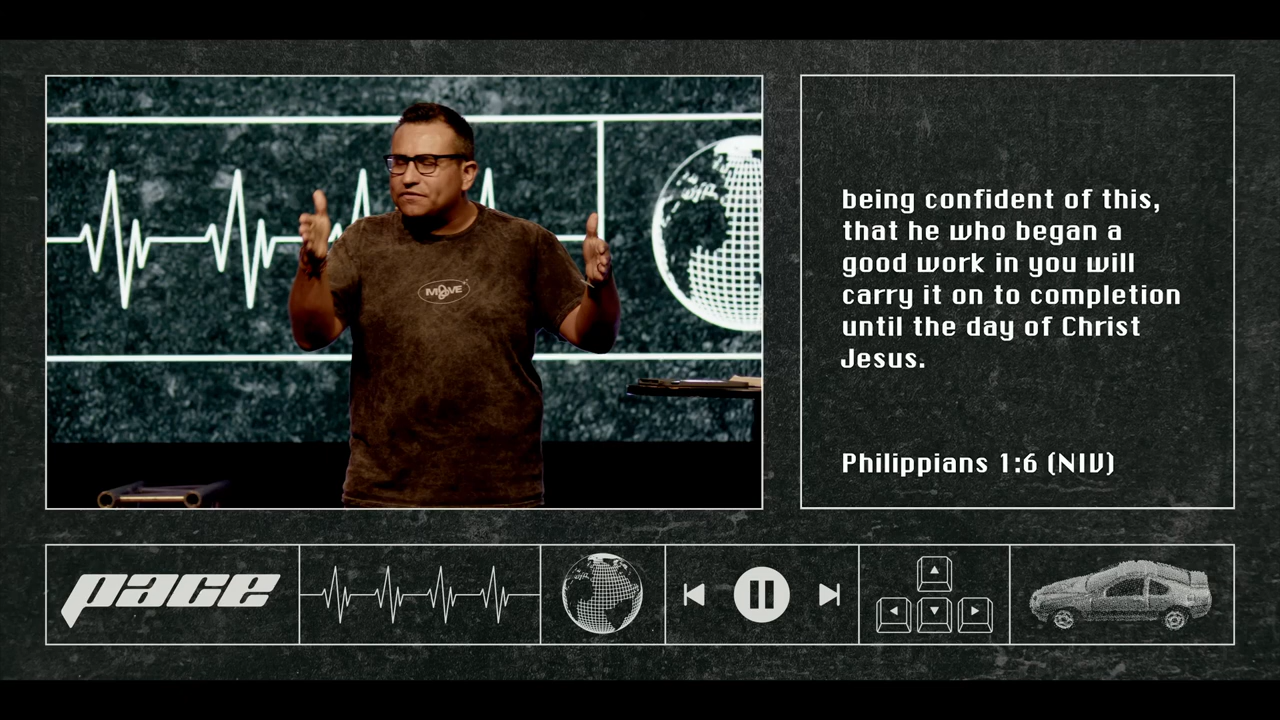 MOVE
being confident of this,
that he who began a
good work in you will
carry it on to completion
until the day of Christ
Jesus.
Philippians 1:6 (NIV)
pace